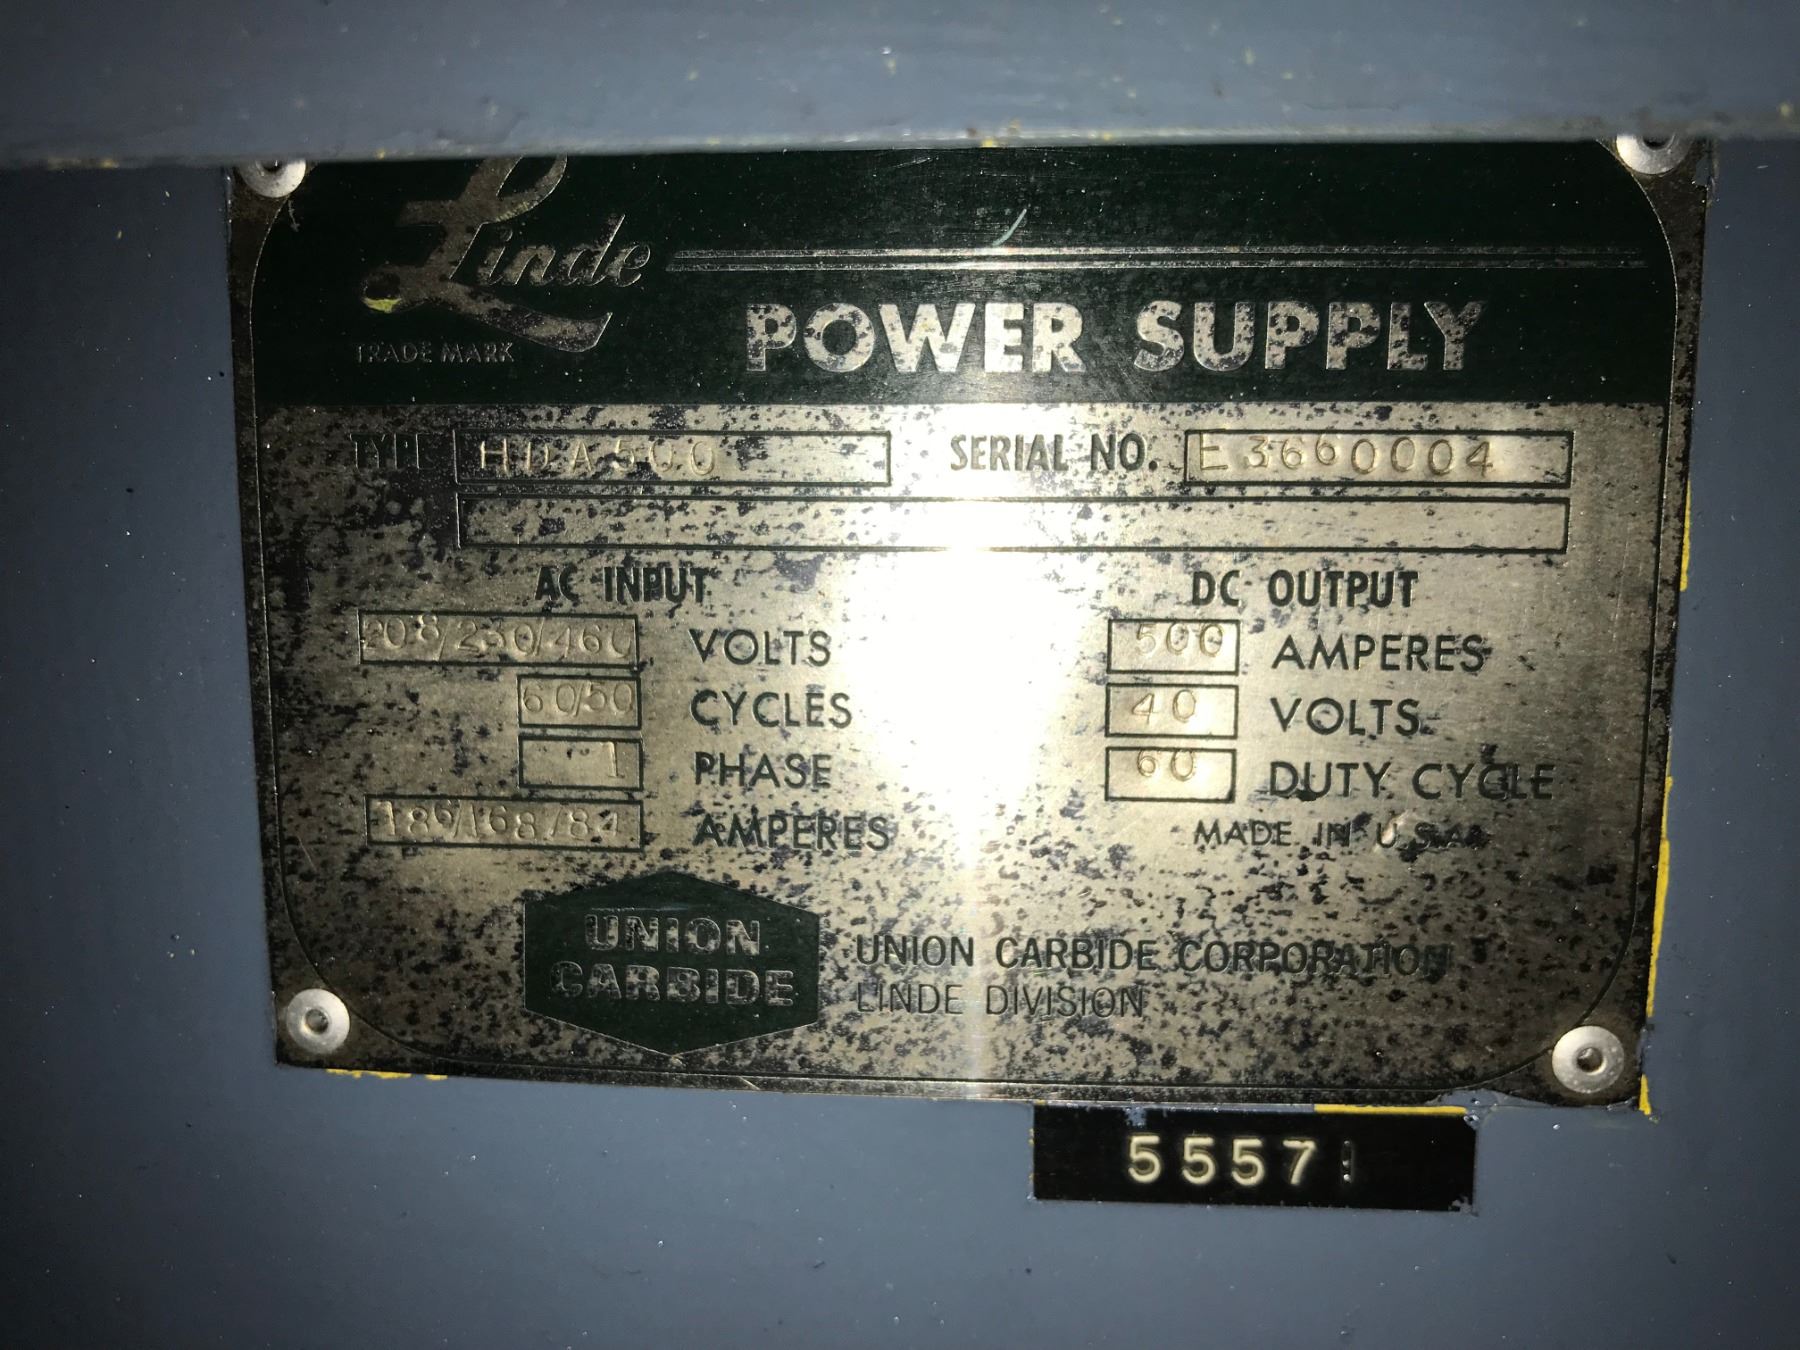 Linde
TRADE MARK
POWER SUPPLY
TYPE HDA500 SERIAL NO. E3660004
AC INPUT
208/230/460 VOLTS
60/50 CYCLES
1 PHASE
186/168/84 AMPERES
DC OUTPUT
500 AMPERES
40 VOLTS
60 DUTY CYCLE
MADE IN U.S.A.
UNION
CARBIDE
UNION CARBIDE CORPORATION
LINDE DIVISION
55571